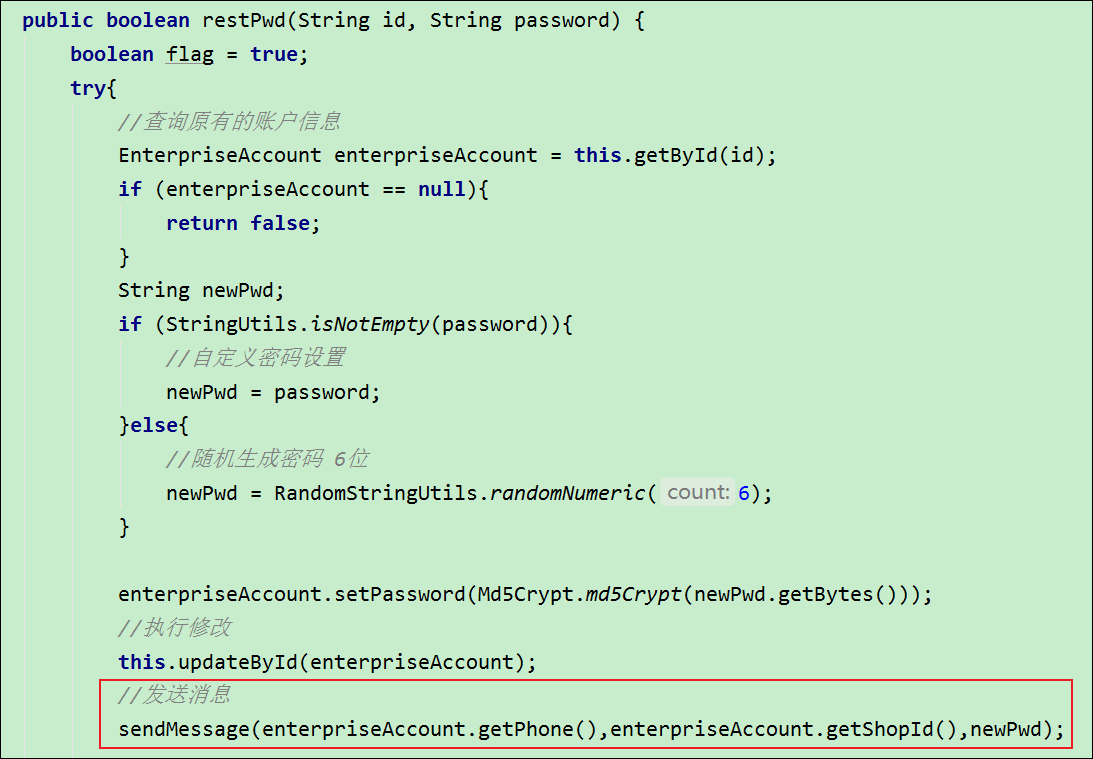 public boolean restPwd(String id, String password) {
boolean flag = true;
try{
//查询原有的账户信息
EnterpriseAccount enterpriseAccount = this.getById(id);
if (enterpriseAccount == null){
return false;
}
String newPwd;
if (StringUtils.isNotEmpty(password)){
//自定义密码设置
newPwd = password;
}else{
//随机生成密码 6位
newPwd = RandomStringUtils.randomNumeric( count: 6);
}
enterpriseAccount.setPassword(Md5Crypt.md5Crypt(newPwd.getBytes()));
//执行修改
this.updateById(enterpriseAccount);
//发送消息
sendMessage(enterpriseAccount.getPhone(),enterpriseAccount.getShopId(),newPwd);